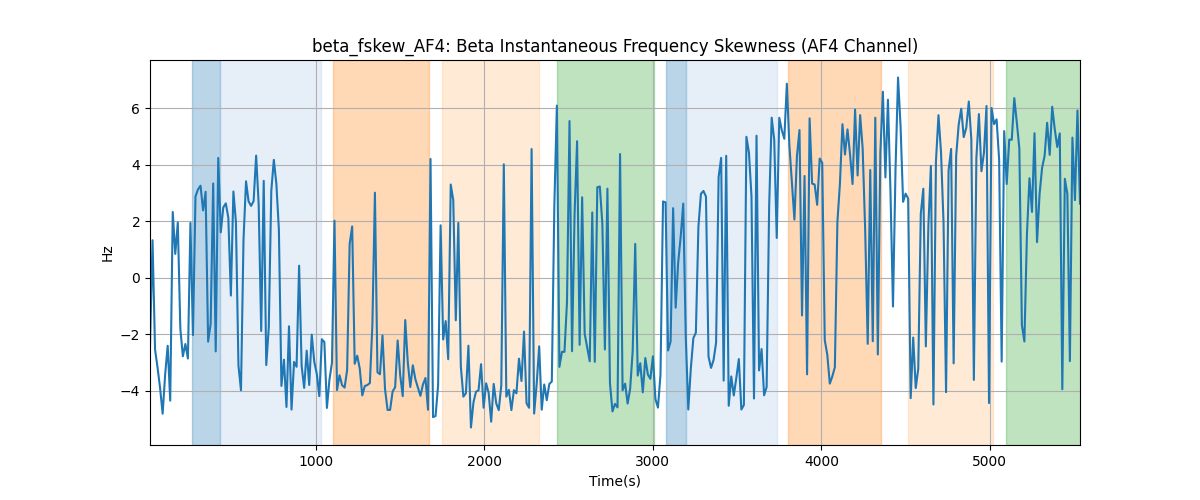 beta_fskew_AF4: Beta Instantaneous Frequency Skewness (AF4 Channel)
6
4
2
0
−2
−4
Hz
1000 2000 3000 4000 5000
Time(s)